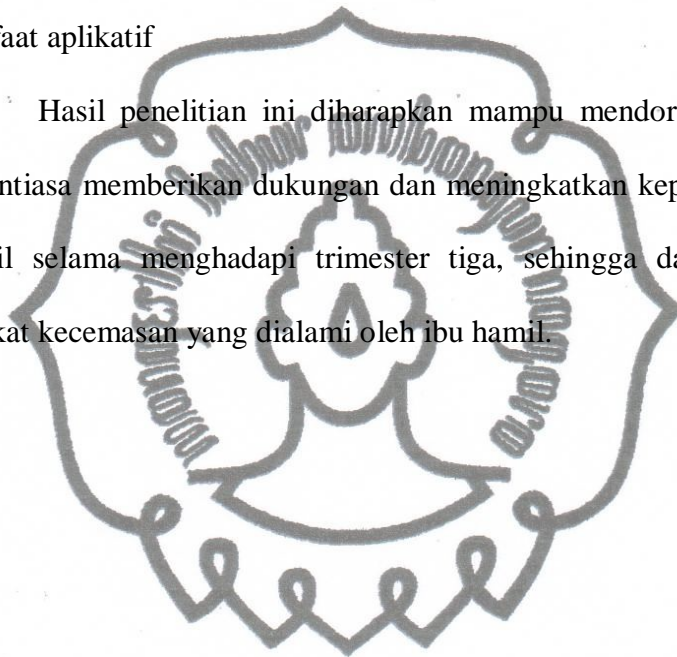 faat aplikatif
Hasil penelitian ini diharapkan mampu mendor
ntiasa memberikan dukungan dan meningkatkan kep
il selama menghadapi trimester tiga, sehingga da
kat kecemasan yang dialami oleh ibu hamil.